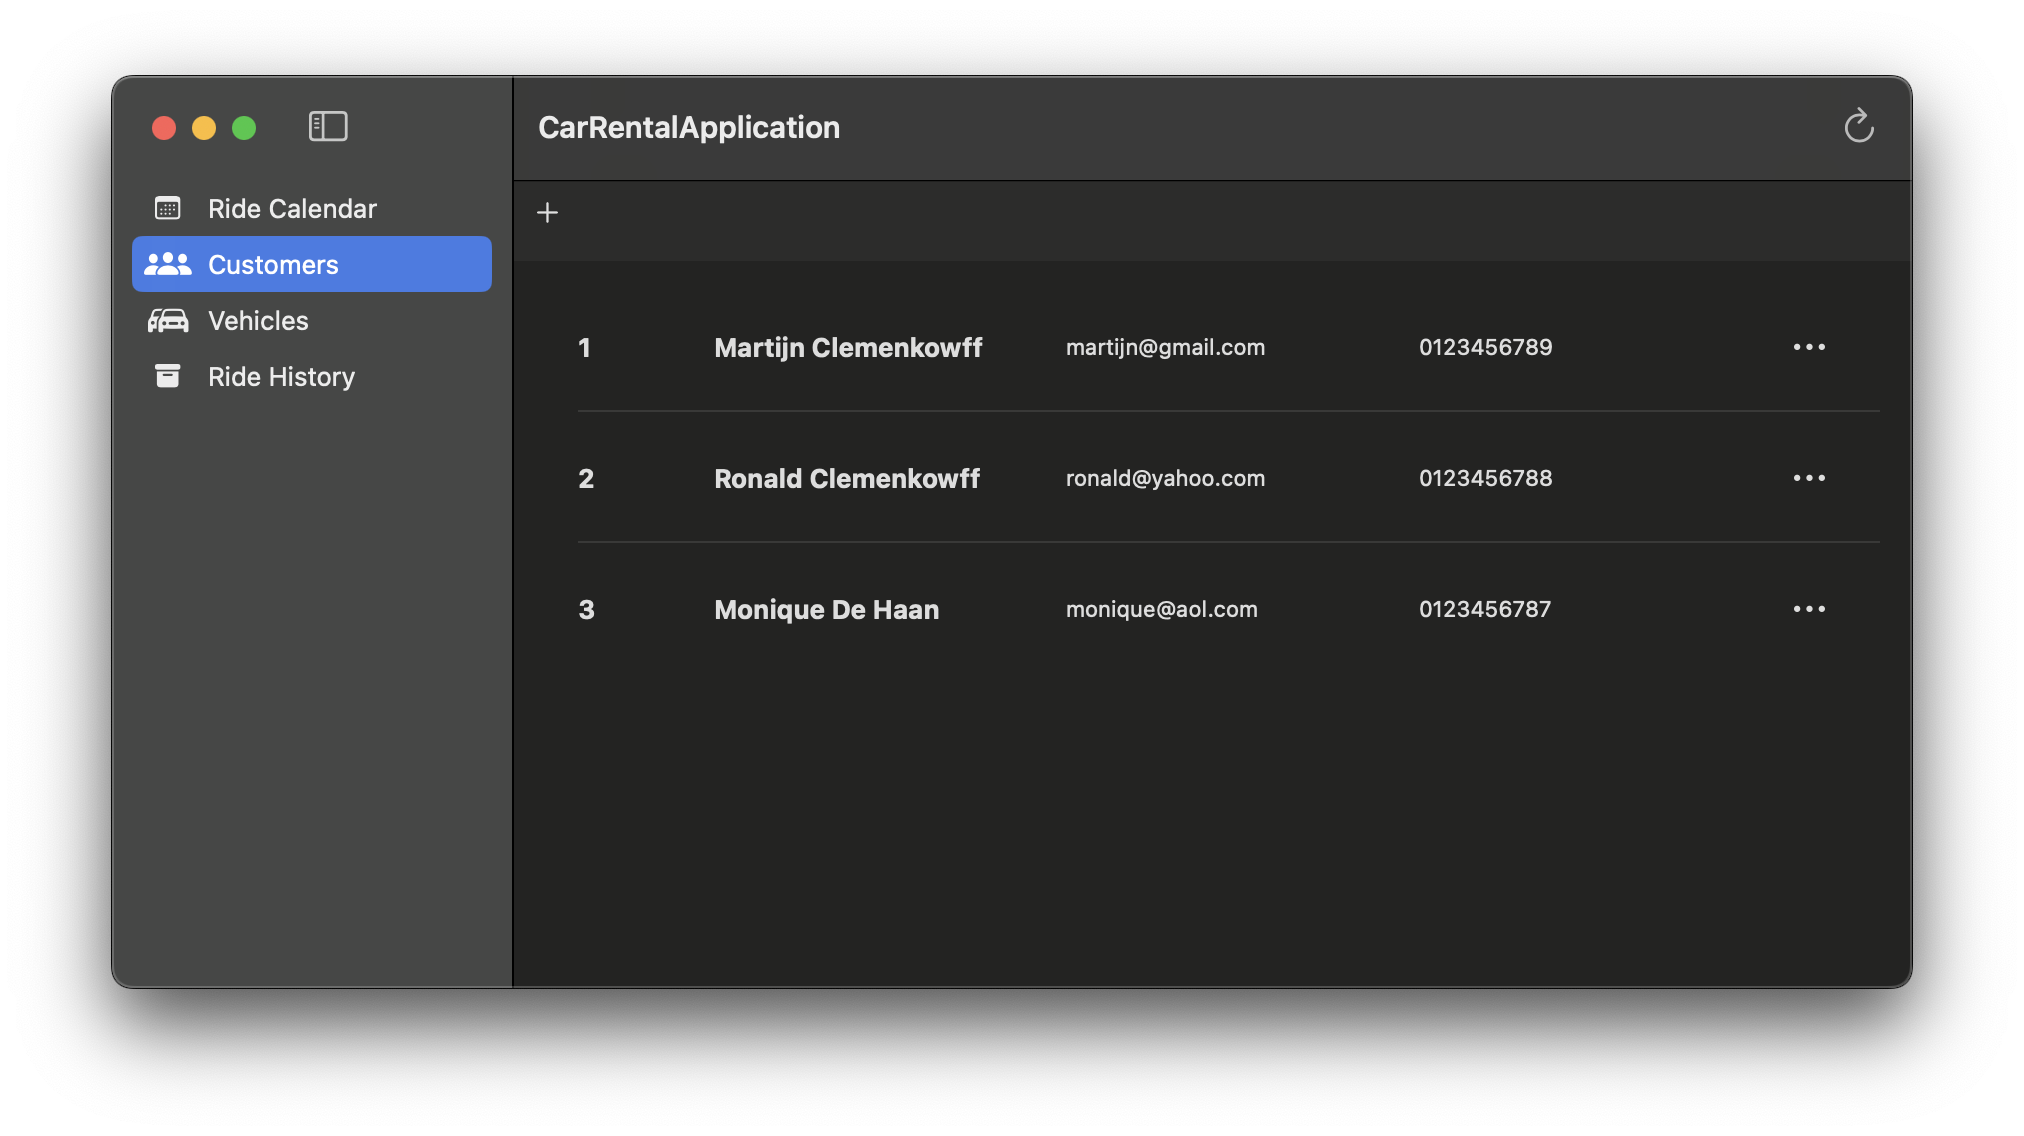 CarRentalApplication
Ride Calendar
Customers
Vehicles
Ride History
1 Martijn Clemenkowff martijn@gmail.com 0123456789
2 Ronald Clemenkowff ronald@yahoo.com 0123456788
3 Monique De Haan monique@aol.com 0123456787